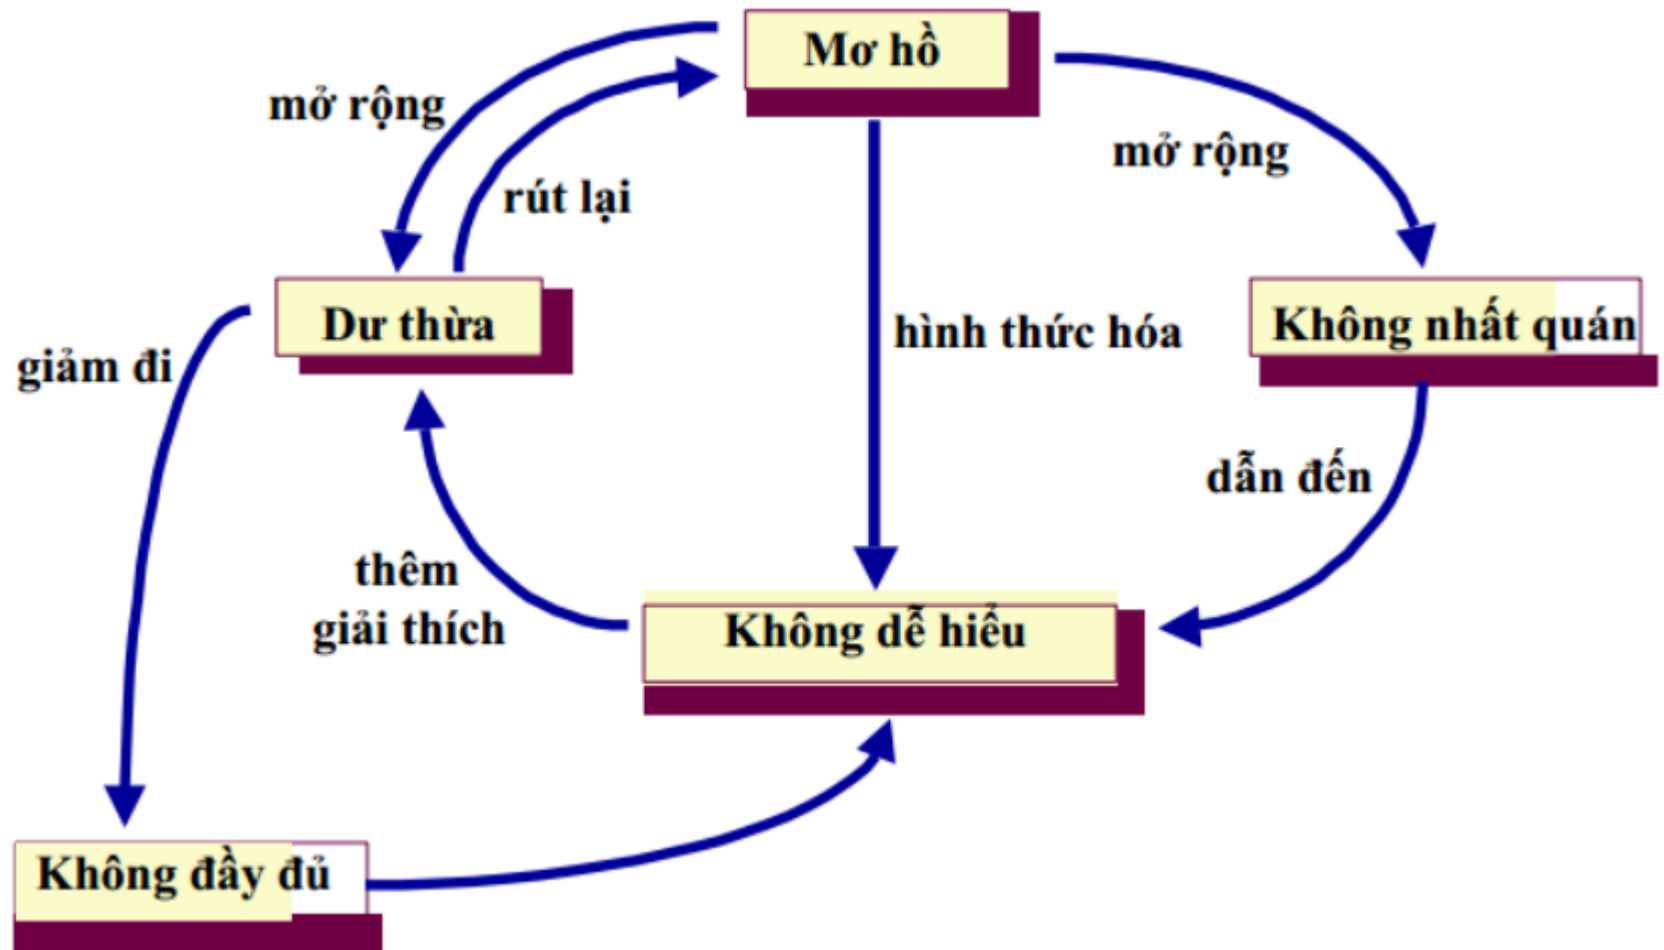 Mơ hồ
mở rộng
mở rộng
rút lại
Dư thừa
hình thức hóa
Không nhất quán
giảm đi
dẫn đến
thêm
giải thích
Không dễ hiểu
Không đầy đủ